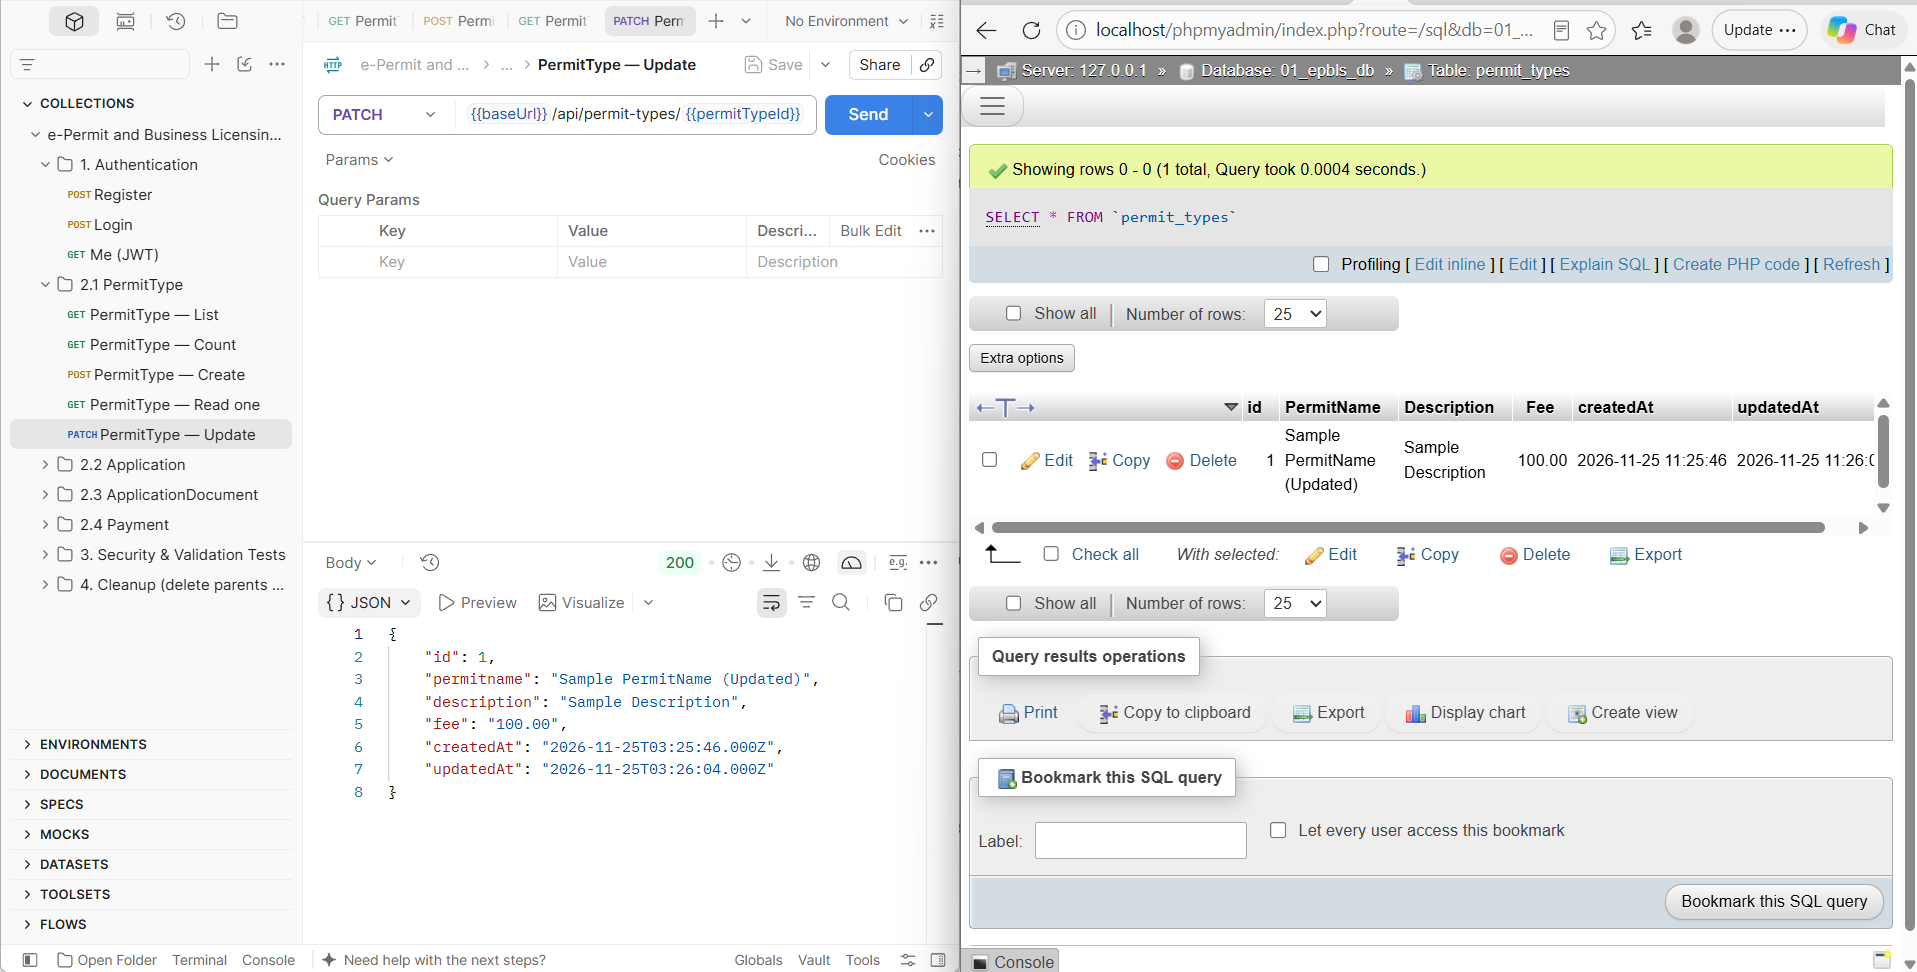 GET Permit
POST Permi
GET Permit
PATCH Perm
No Environment
HTTP
e-Permit and ...
...
PermitType — Update
Save
Share
PATCH
{{baseUrl}} /api/permit-types/ {{permitTypeId}}
Send
Params
Cookies
Query Params
Key Value Descri... Bulk Edit
Key Value Description
COLLECTIONS
e-Permit and Business Licensin...
1. Authentication
POST Register
POST Login
GET Me (JWT)
2.1 PermitType
GET PermitType — List
GET PermitType — Count
POST PermitType — Create
GET PermitType — Read one
PATCH PermitType — Update
2.2 Application
2.3 ApplicationDocument
2.4 Payment
3. Security & Validation Tests
4. Cleanup (delete parents ...
ENVIRONMENTS
DOCUMENTS
SPECS
MOCKS
DATASETS
TOOLSETS
FLOWS
Body
200
e.g.
{} JSON
Preview
Visualize
1 {
2 "id": 1,
3 "permitname": "Sample PermitName (Updated)",
4 "description": "Sample Description",
5 "fee": "100.00",
6 "createdAt": "2026-11-25T03:25:46.000Z",
7 "updatedAt": "2026-11-25T03:26:04.000Z"
8 }
Open Folder
Terminal
Console
Need help with the next steps?
Globals
Vault
Tools
localhost/phpmyadmin/index.php?route=/sql&db=01_...
Update
Chat
Server: 127.0.0.1 » Database: 01_epbls_db » Table: permit_types
Showing rows 0 - 0 (1 total, Query took 0.0004 seconds.)
SELECT * FROM `permit_types`
Profiling [ Edit inline ] [ Edit ] [ Explain SQL ] [ Create PHP code ] [ Refresh ]
Show all
Number of rows: 25
Extra options
id PermitName Description Fee createdAt updatedAt
Edit Copy Delete 1 Sample PermitName (Updated) Sample Description 100.00 2026-11-25 11:25:46 2026-11-25 11:26:0
Check all With selected: Edit Copy Delete Export
Show all
Number of rows: 25
Query results operations
Print
Copy to clipboard
Export
Display chart
Create view
Bookmark this SQL query
Label:
Let every user access this bookmark
Bookmark this SQL query
Console